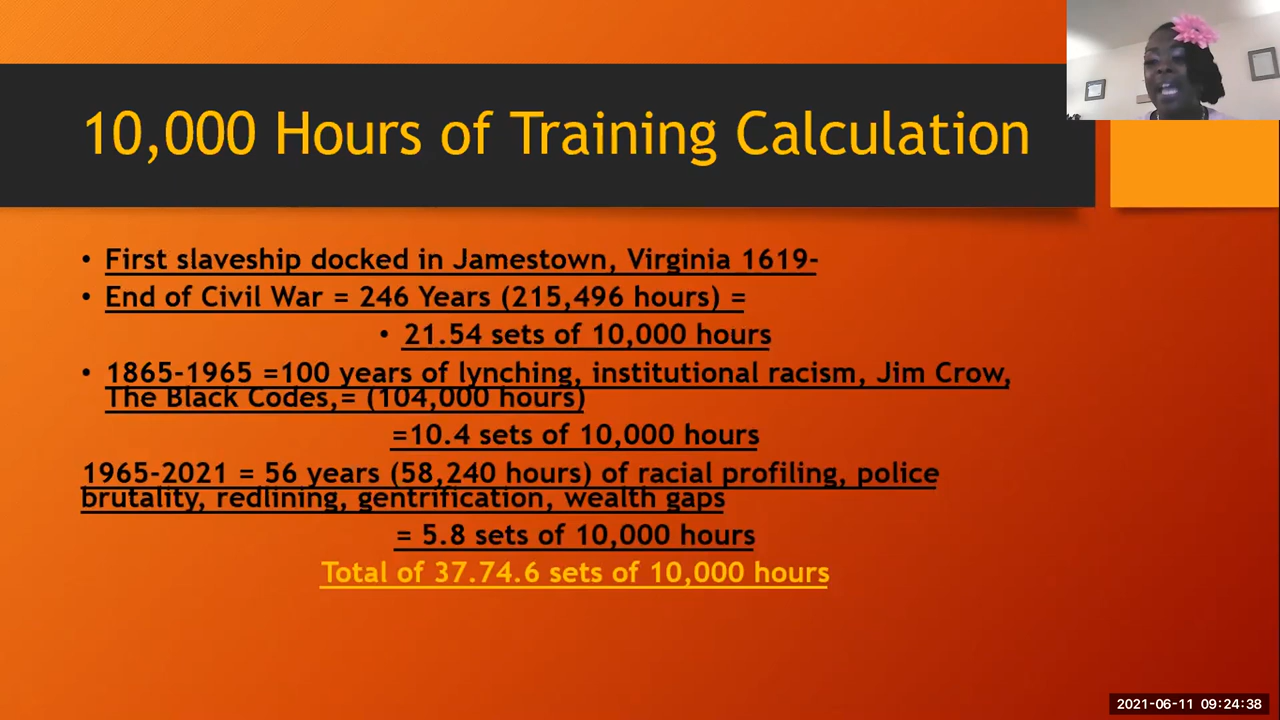 10,000 Hours of Training Calculation
• First slaveship docked in Jamestown, Virginia 1619-
• End of Civil War = 246 Years (215,496 hours) =
• 21.54 sets of 10,000 hours
• 1865-1965 =100 years of lynching, institutional racism, Jim Crow,
The Black Codes,= (104,000 hours)
=10.4 sets of 10,000 hours
1965-2021 = 56 years (58,240 hours) of racial profiling, police
brutality, redlining, gentrification, wealth gaps
= 5.8 sets of 10,000 hours
Total of 37.74.6 sets of 10,000 hours
2021-06-11 09:24:38